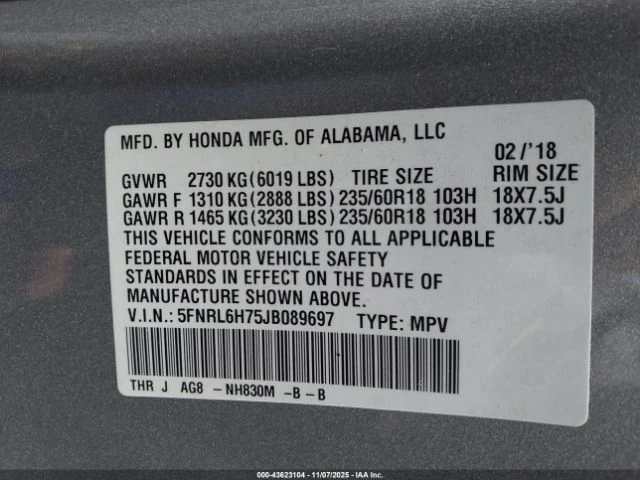 MFD. BY HONDA MFG. OF ALABAMA, LLC
02/'18
GVWR 2730 KG(6019 LBS) TIRE SIZE RIM SIZE
GAWR F 1310 KG(2888 LBS) 235/60R18 103H 18X7.5J
GAWR R 1465 KG(3230 LBS) 235/60R18 103H 18X7.5J
THIS VEHICLE CONFORMS TO ALL APPLICABLE
FEDERAL MOTOR VEHICLE SAFETY
STANDARDS IN EFFECT ON THE DATE OF
MANUFACTURE SHOWN ABOVE.
V.I.N.: 5FNRL6H75JB089697 TYPE: MPV
THR J AG8 -NH830M -B-B
000-43623104 - 11/07/2025 - IAA Inc.